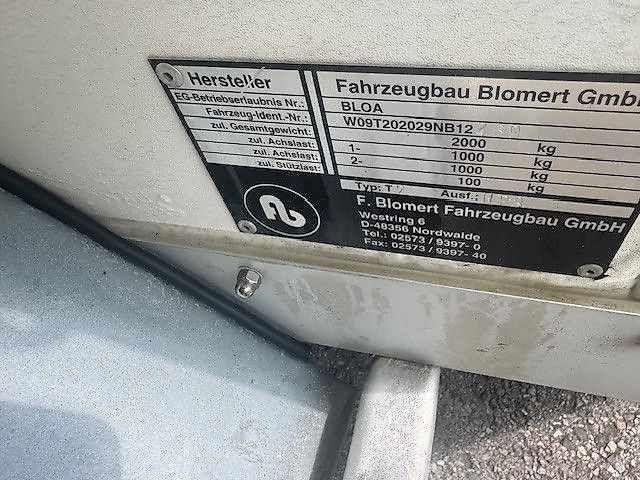 Hersteller Fahrzeugbau Blomert GmbH
EG-Betriebserlaubnis Nr.: BLOA
Fahrzeug-Ident.-Nr.: W09T202029NB12
zul. Gesamtgewicht: 2000 kg
zul. Achslast: 1- 1000 kg
zul. Achslast: 2- 1000 kg
zul. Stützlast: 100 kg
Typ: T Ausf.:
F. Blomert Fahrzeugbau GmbH
Westring 6
D-48356 Nordwalde
Tel.: 02573 / 9397- 0
Fax: 02573 / 9397- 40